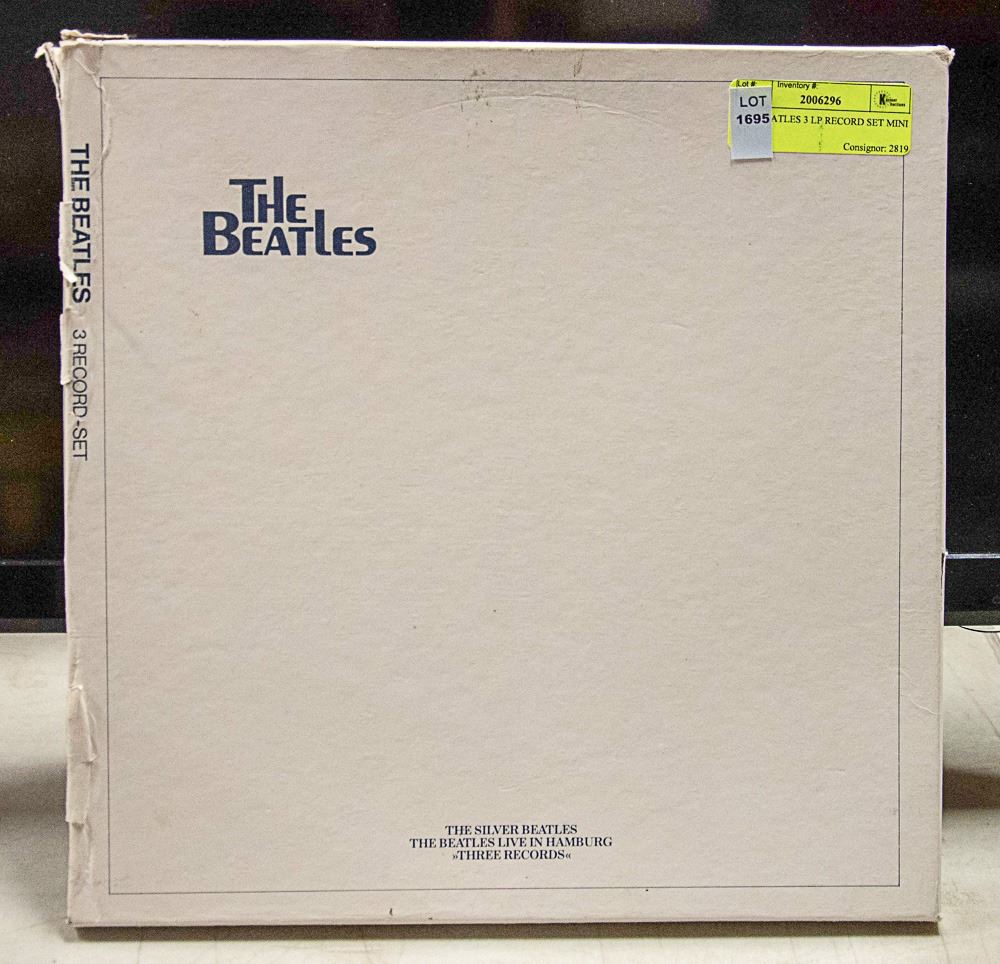 THE
BEATLES
THE BEATLES 3 RECORD-SET
Lot #: Inventory #:
2006296
LOT
1695
ATLES 3 LP RECORD SET MINI
Consignor: 2819
THE SILVER BEATLES
THE BEATLES LIVE IN HAMBURG
»THREE RECORDS«